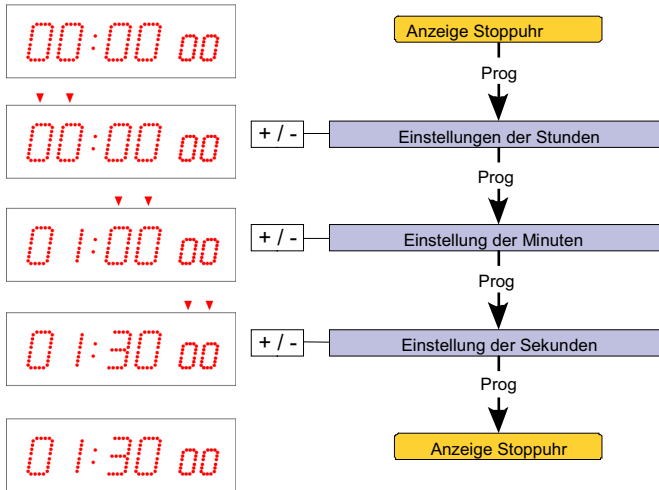 00:00 00
Anzeige Stoppuhr
Prog
00:00 00
+ / -
Einstellungen der Stunden
Prog
01:00 00
+ / -
Einstellung der Minuten
Prog
01:30 00
+ / -
Einstellung der Sekunden
Prog
01:30 00
Anzeige Stoppuhr